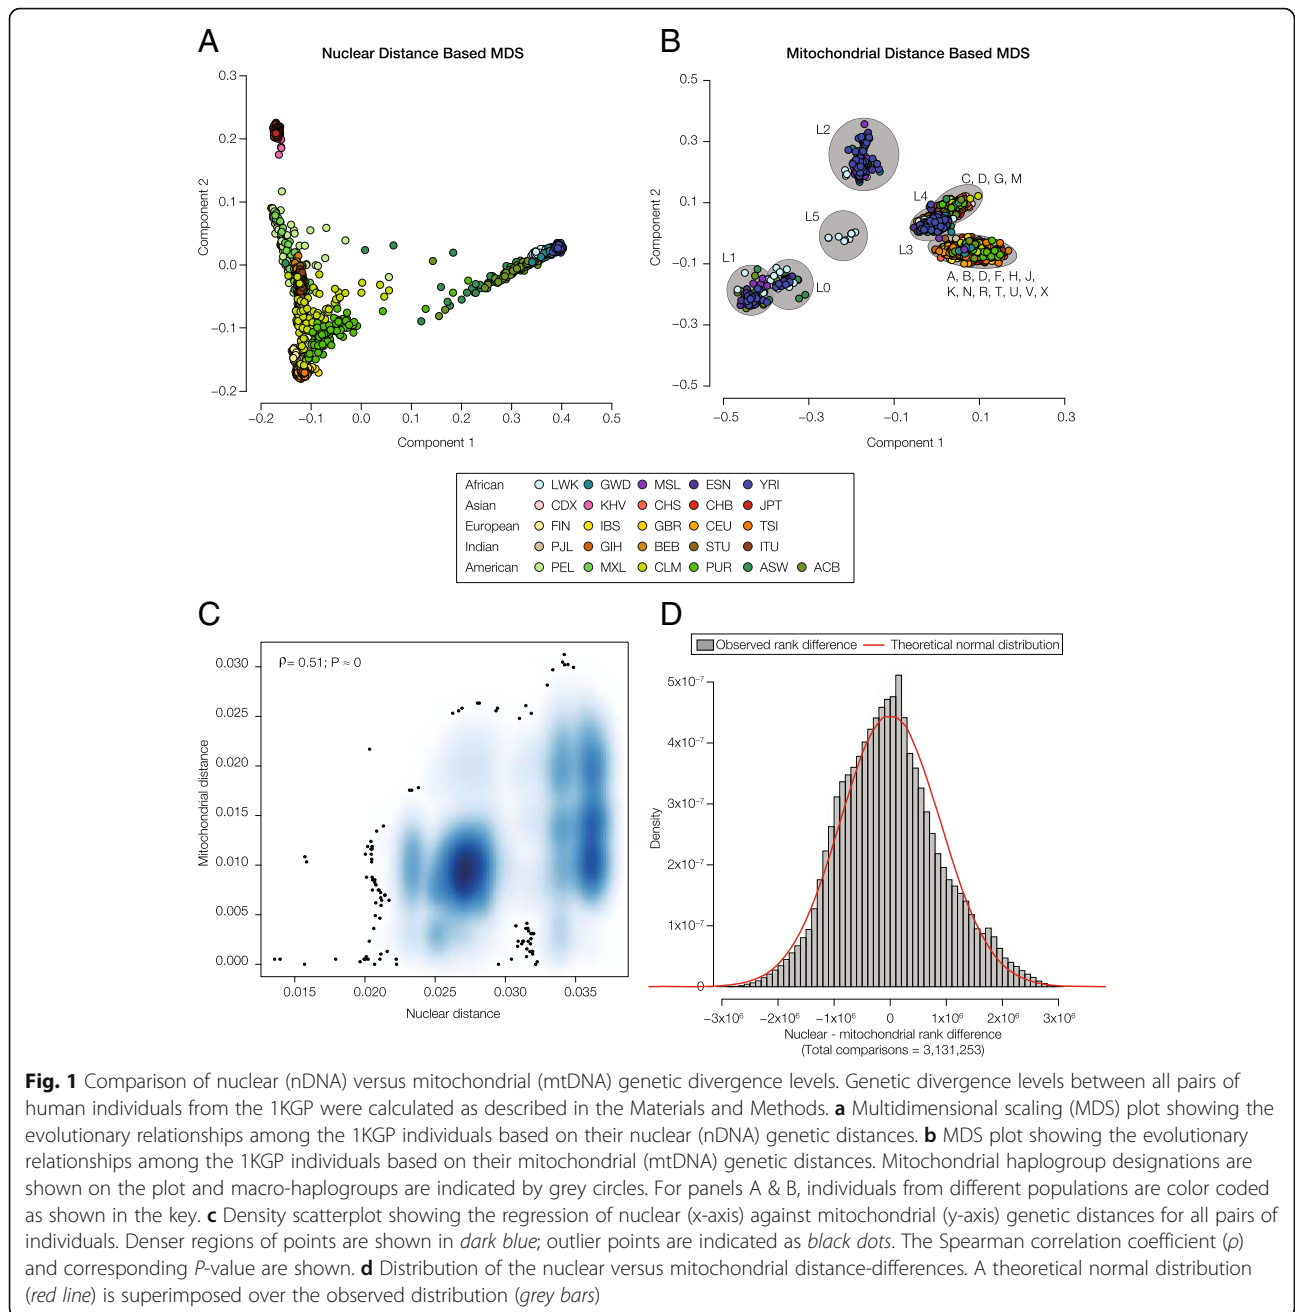 A
Nuclear Distance Based MDS
0.3
0.2
0.1
0.0
−0.1
−0.2
Component 2
−0.2 −0.1 0.0 0.1 0.2 0.3 0.4 0.5
Component 1
B
Mitochondrial Distance Based MDS
0.5
0.3
0.1
−0.1
−0.3
−0.5
Component 2
L2
C, D, G, M
L4
L5
L3
L1
L0
A, B, D, F, H, J,
K, N, R, T, U, V, X
−0.5 −0.3 −0.1 0.1 0.3
Component 1
African LWK GWD MSL ESN YRI
Asian CDX KHV CHS CHB JPT
European FIN IBS GBR CEU TSI
Indian PJL GIH BEB STU ITU
American PEL MXL CLM PUR ASW ACB
C
ρ= 0.51; P ≈ 0
0.030
0.025
0.020
0.015
0.010
0.005
0.000
Mitochondrial distance
0.015 0.020 0.025 0.030 0.035
Nuclear distance
D
Observed rank difference Theoretical normal distribution
5x10⁻⁷
4x10⁻⁷
3x10⁻⁷
2x10⁻⁷
1x10⁻⁷
0
Density
−3x10⁶ −2x10⁶ −1x10⁶ 0 1x10⁶ 2x10⁶ 3x10⁶
Nuclear - mitochondrial rank difference
(Total comparisons = 3,131,253)
Fig. 1 Comparison of nuclear (nDNA) versus mitochondrial (mtDNA) genetic divergence levels. Genetic divergence levels between all pairs of
human individuals from the 1KGP were calculated as described in the Materials and Methods. a Multidimensional scaling (MDS) plot showing the
evolutionary relationships among the 1KGP individuals based on their nuclear (nDNA) genetic distances. b MDS plot showing the evolutionary
relationships among the 1KGP individuals based on their mitochondrial (mtDNA) genetic distances. Mitochondrial haplogroup designations are
shown on the plot and macro-haplogroups are indicated by grey circles. For panels A & B, individuals from different populations are color coded
as shown in the key. c Density scatterplot showing the regression of nuclear (x-axis) against mitochondrial (y-axis) genetic distances for all pairs of
individuals. Denser regions of points are shown in dark blue; outlier points are indicated as black dots. The Spearman correlation coefficient (ρ)
and corresponding P-value are shown. d Distribution of the nuclear versus mitochondrial distance-differences. A theoretical normal distribution
(red line) is superimposed over the observed distribution (grey bars)